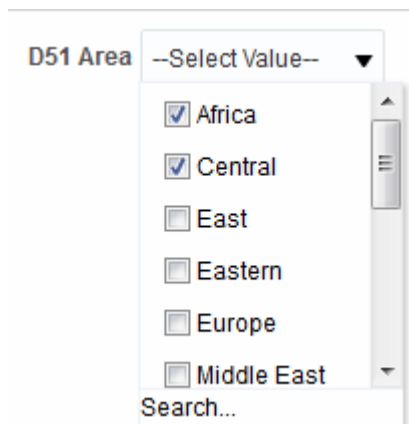 D51 Area --Select Value--
Africa
Central
East
Eastern
Europe
Middle East
Search...